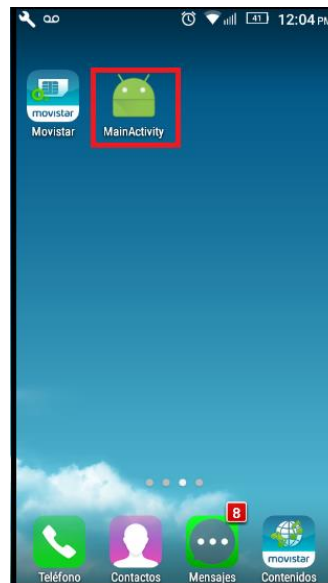 41 12:04 PM
movistar
Movistar MainActivity
8
movistar
Teléfono Contactos Mensajes Contenidos